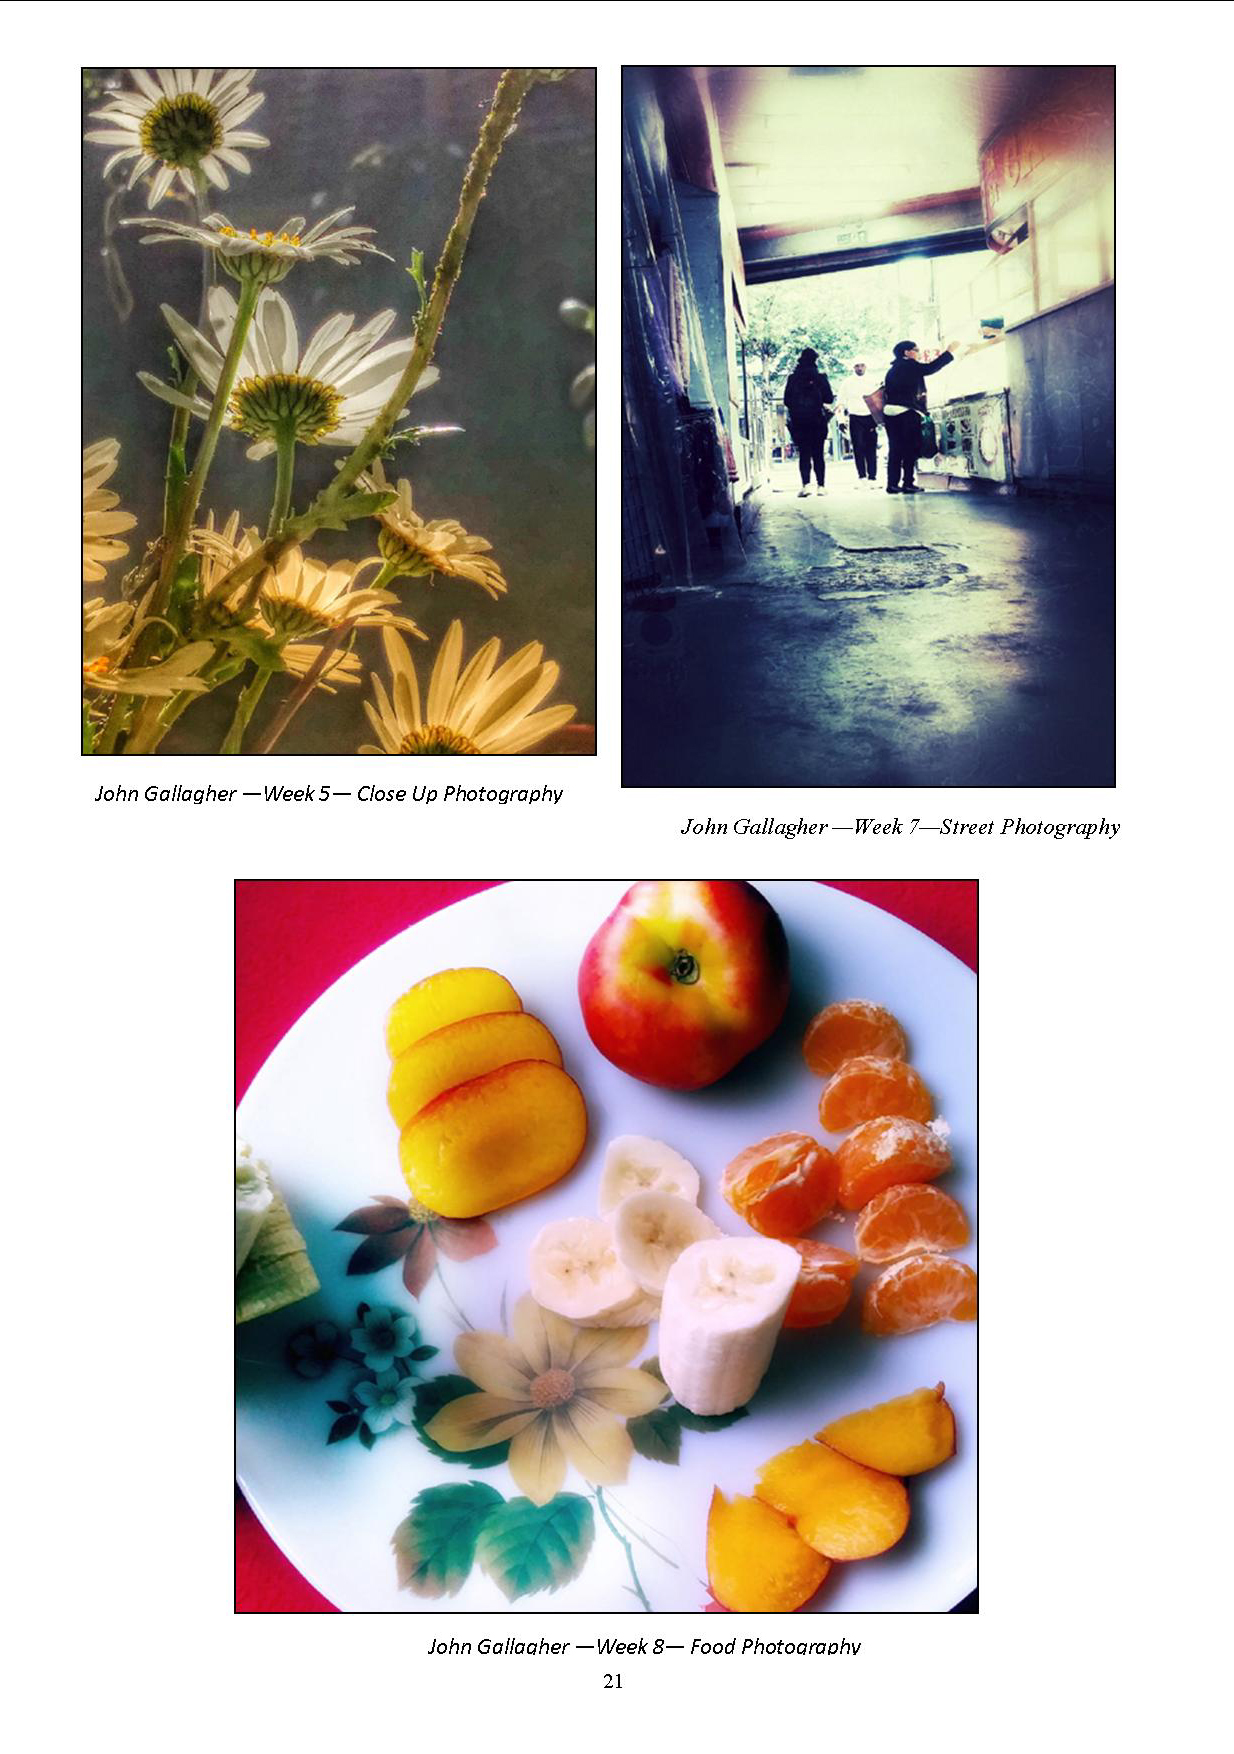 John Gallagher —Week 5— Close Up Photography
John Gallagher —Week 7—Street Photography
John Gallagher —Week 8— Food Photography
21